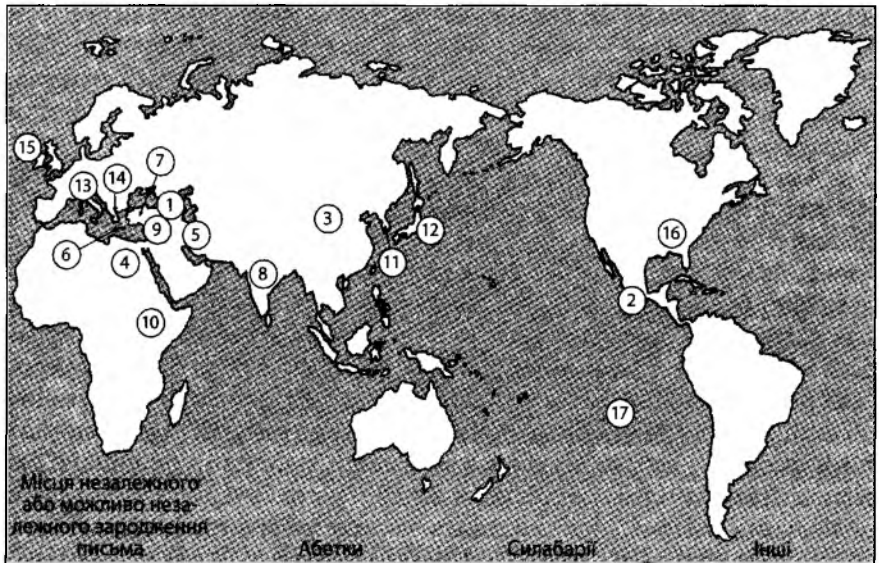 15
7
13
14
1
3
12
16
6
9
5
4
8
11
2
10
17
Місця незалежного
або можливо неза-
лежного зародження
письма
Абетки
Силабарії
Інші